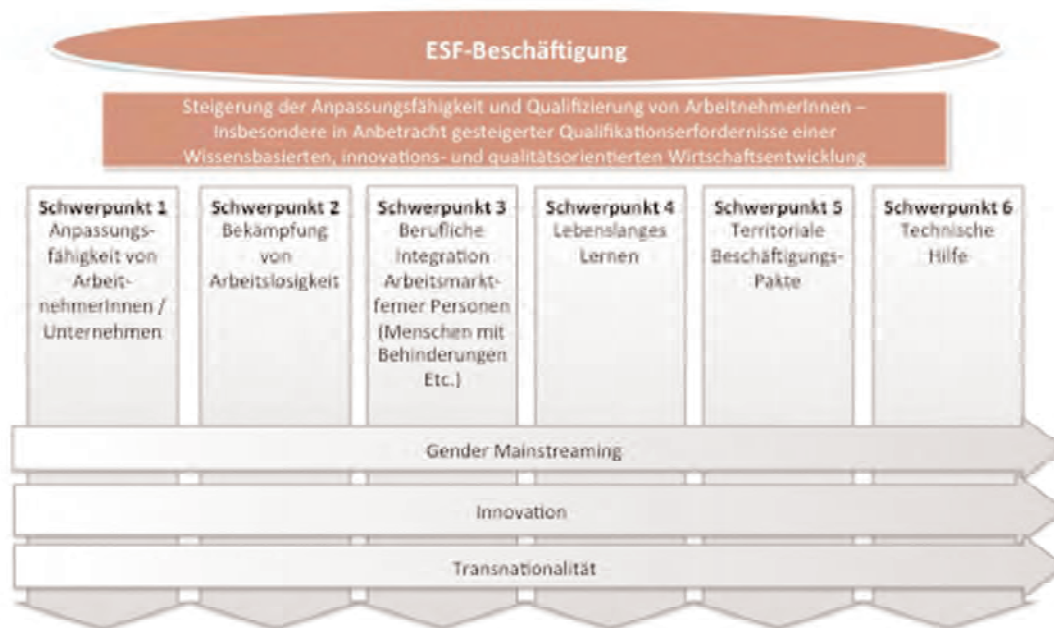 ESF-Beschäftigung
Steigerung der Anpassungsfähigkeit und Qualifizierung von ArbeitnehmerInnen –
Insbesondere in Anbetracht gesteigerter Qualifikationserfordernisse einer
Wissensbasierten, innovations- und qualitätsorientierten Wirtschaftsentwicklung
Schwerpunkt 1
Anpassungs-
fähigkeit von
Arbeit-
nehmerInnen /
Unternehmen
Schwerpunkt 2
Bekämpfung
von
Arbeitslosigkeit
Schwerpunkt 3
Berufliche
Integration
Arbeitsmarkt-
ferner Personen
(Menschen mit
Behinderungen
Etc.)
Schwerpunkt 4
Lebenslanges
Lernen
Schwerpunkt 5
Territoriale
Beschäftigungs-
Pakte
Schwerpunkt 6
Technische
Hilfe
Gender Mainstreaming
Innovation
Transnationalität